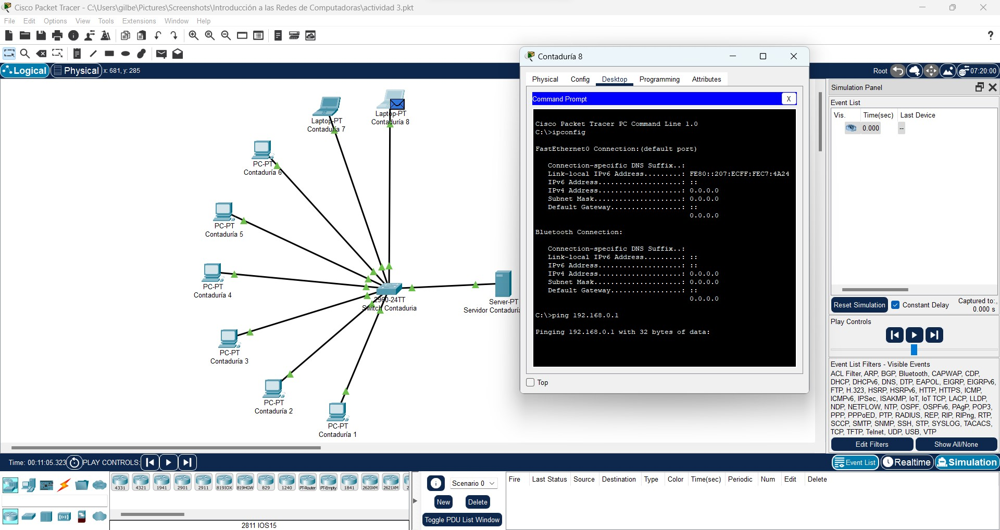 Cisco Packet Tracer - C:\Users\gilbe\Pictures\Screenshots\Introducción a las Redes de Computadoras\actividad 3.pkt
File Edit Options View Tools Extensions Window Help
Logical Physical x: 681, y: 285
Root 07:20:00
Laptop-PT
Contaduría 7
Laptop-PT
Contaduría 8
PC-PT
Contaduría 6
PC-PT
Contaduría 5
PC-PT
Contaduría 4
2960-24TT
Switch Contaduria
Server-PT
Servidor Contaduría
PC-PT
Contaduría 3
PC-PT
Contaduría 2
PC-PT
Contaduría 1
Contaduría 8
Physical Config Desktop Programming Attributes
Command Prompt
X
Cisco Packet Tracer PC Command Line 1.0
C:\>ipconfig
FastEthernet0 Connection:(default port)
Connection-specific DNS Suffix..:
Link-local IPv6 Address.........: FE80::207:ECFF:FEC7:4A24
IPv6 Address....................: ::
IPv4 Address....................: 0.0.0.0
Subnet Mask.....................: 0.0.0.0
Default Gateway.................: ::
0.0.0.0
Bluetooth Connection:
Connection-specific DNS Suffix..:
Link-local IPv6 Address.........: ::
IPv6 Address....................: ::
IPv4 Address....................: 0.0.0.0
Subnet Mask.....................: 0.0.0.0
Default Gateway.................: ::
0.0.0.0
C:\>ping 192.168.0.1
Pinging 192.168.0.1 with 32 bytes of data:
Top
Simulation Panel
Event List
Vis. Time(sec) Last Device
0.000 --
Reset Simulation Constant Delay Captured to:
0.000 s
Play Controls
Event List Filters - Visible Events
ACL Filter, ARP, BGP, Bluetooth, CAPWAP, CDP,
DHCP, DHCPv6, DNS, DTP, EAPOL, EIGRP, EIGRPv6,
FTP, H.323, HSRP, HSRPv6, HTTP, HTTPS, ICMP,
ICMPv6, IPSec, ISAKMP, IoT, IoT TCP, LACP, LLDP,
NDP, NETFLOW, NTP, OSPF, OSPFv6, PAgP, POP3,
PPP, PPPoED, PTP, RADIUS, REP, RIP, RIPng, RTP,
SCCP, SMTP, SNMP, SSH, STP, SYSLOG, TACACS,
TCP, TFTP, Telnet, UDP, USB, VTP
Edit Filters Show All/None
Time: 00:11:05.323 PLAY CONTROLS:
Event List Realtime Simulation
4331 4321 1941 2901 2911 819IOX 819HGW 829 1240 PT-Router PT-Empty 1841 2620XM 2621XM 2
2811 IOS15
Scenario 0
New Delete
Toggle PDU List Window
Fire Last Status Source Destination Type Color Time(sec) Periodic Num Edit Delete